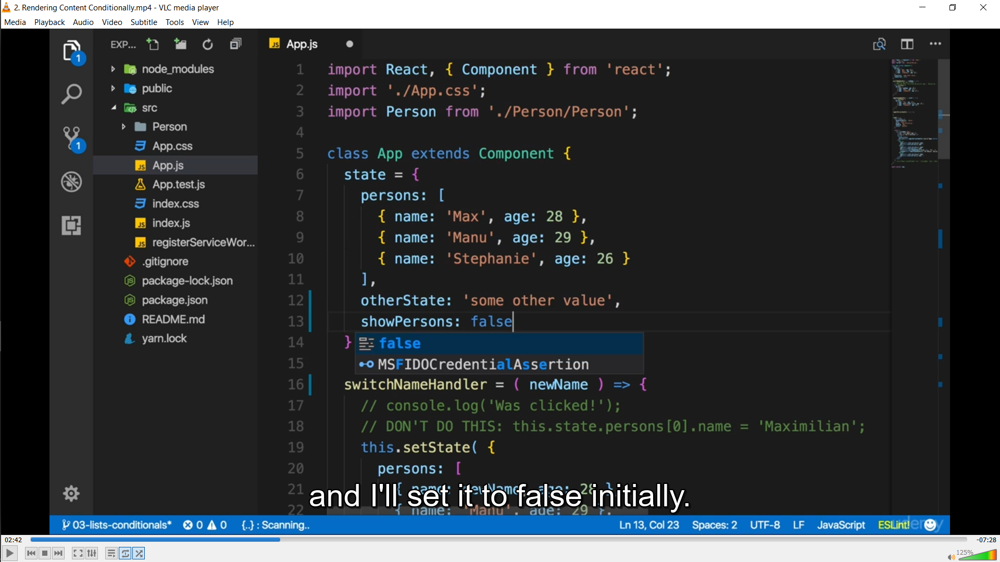 2. Rendering Content Conditionally.mp4 - VLC media player
Media Playback Audio Video Subtitle Tools View Help
EXP...
App.js
1
node_modules
public
src
Person
App.css
App.js
App.test.js
index.css
index.js
registerServiceWor...
.gitignore
package-lock.json
package.json
README.md
yarn.lock
1
1 import React, { Component } from 'react';
2 import './App.css';
3 import Person from './Person/Person';
4
5 class App extends Component {
6 state = {
7 persons: [
8 { name: 'Max', age: 28 },
9 { name: 'Manu', age: 29 },
10 { name: 'Stephanie', age: 26 }
11 ],
12 otherState: 'some other value',
13 showPersons: false
14 }
false
15
MSFIDOCredentialAssertion
16 switchNameHandler = ( newName ) => {
17 // console.log('Was clicked!');
18 // DON'T DO THIS: this.state.persons[0].name = 'Maximilian';
19 this.setState( {
20 persons: [
21 { name: newName, age: 28 },
22 { name: 'Manu', age: 29 },
and I'll set it to false initially.
03-lists-conditionals* 0 0 {..} : Scanning.. Ln 13, Col 23 Spaces: 2 UTF-8 LF JavaScript ESLint!
udemy
02:42 -07:28
125%